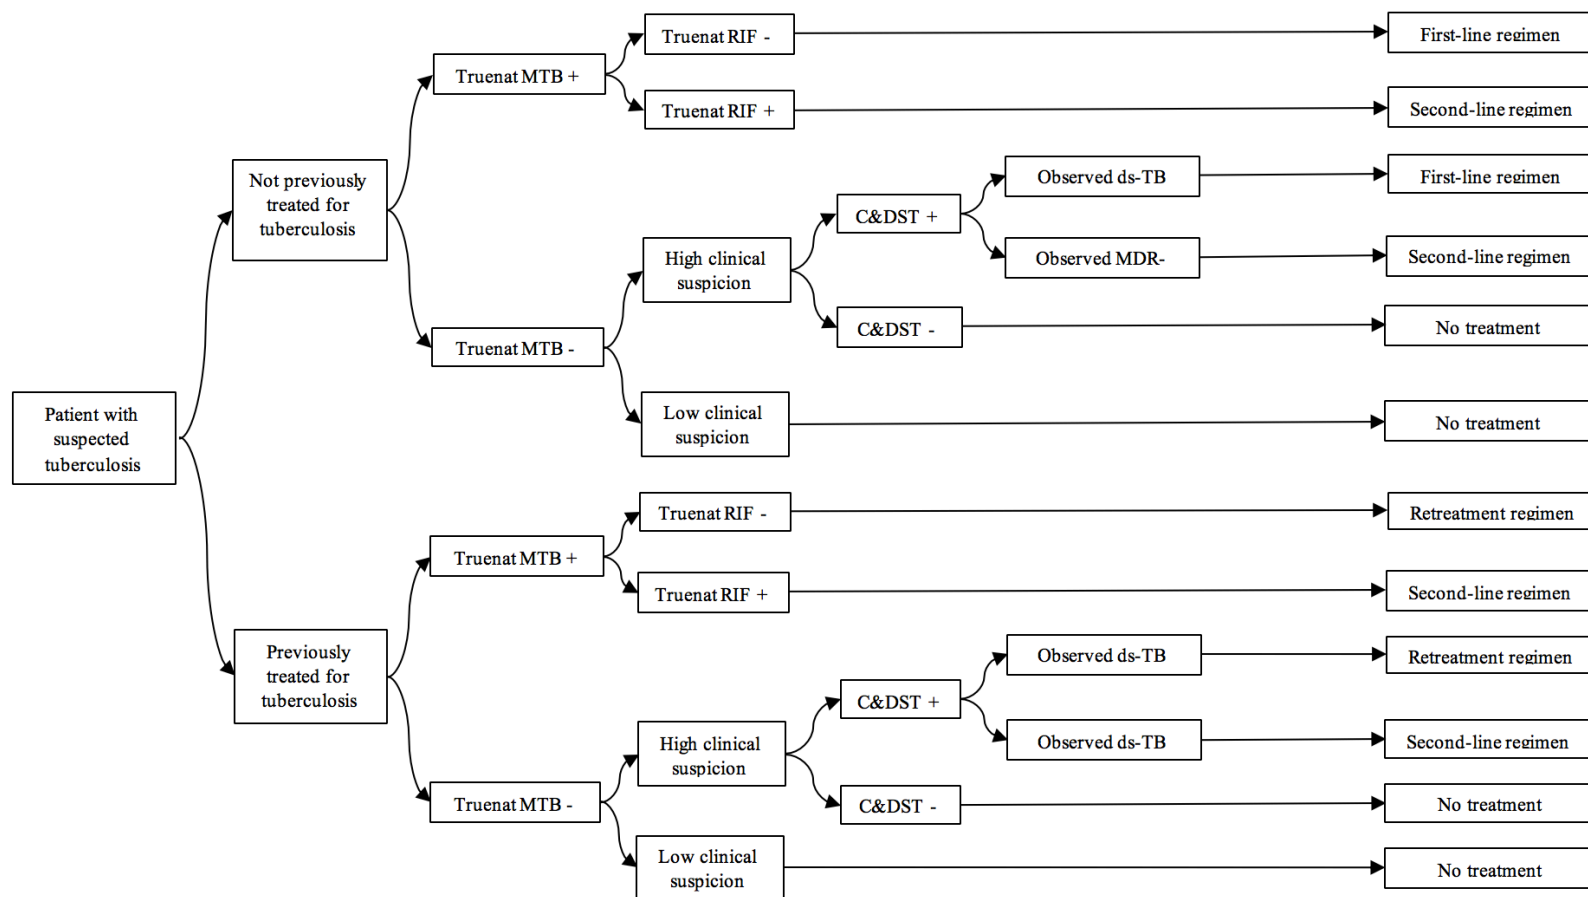 Patient with
suspected
tuberculosis
Not previously
treated for
tuberculosis
Truenat MTB +
Truenat RIF -
First-line regimen
Truenat RIF +
Second-line regimen
Truenat MTB -
High clinical
suspicion
C&DST +
Observed ds-TB
First-line regimen
Observed MDR-
Second-line regimen
C&DST -
No treatment
Low clinical
suspicion
No treatment
Previously
treated for
tuberculosis
Truenat MTB +
Truenat RIF -
Retreatment regimen
Truenat RIF +
Second-line regimen
Truenat MTB -
High clinical
suspicion
C&DST +
Observed ds-TB
Retreatment regimen
Observed ds-TB
Second-line regimen
C&DST -
No treatment
Low clinical
suspicion
No treatment